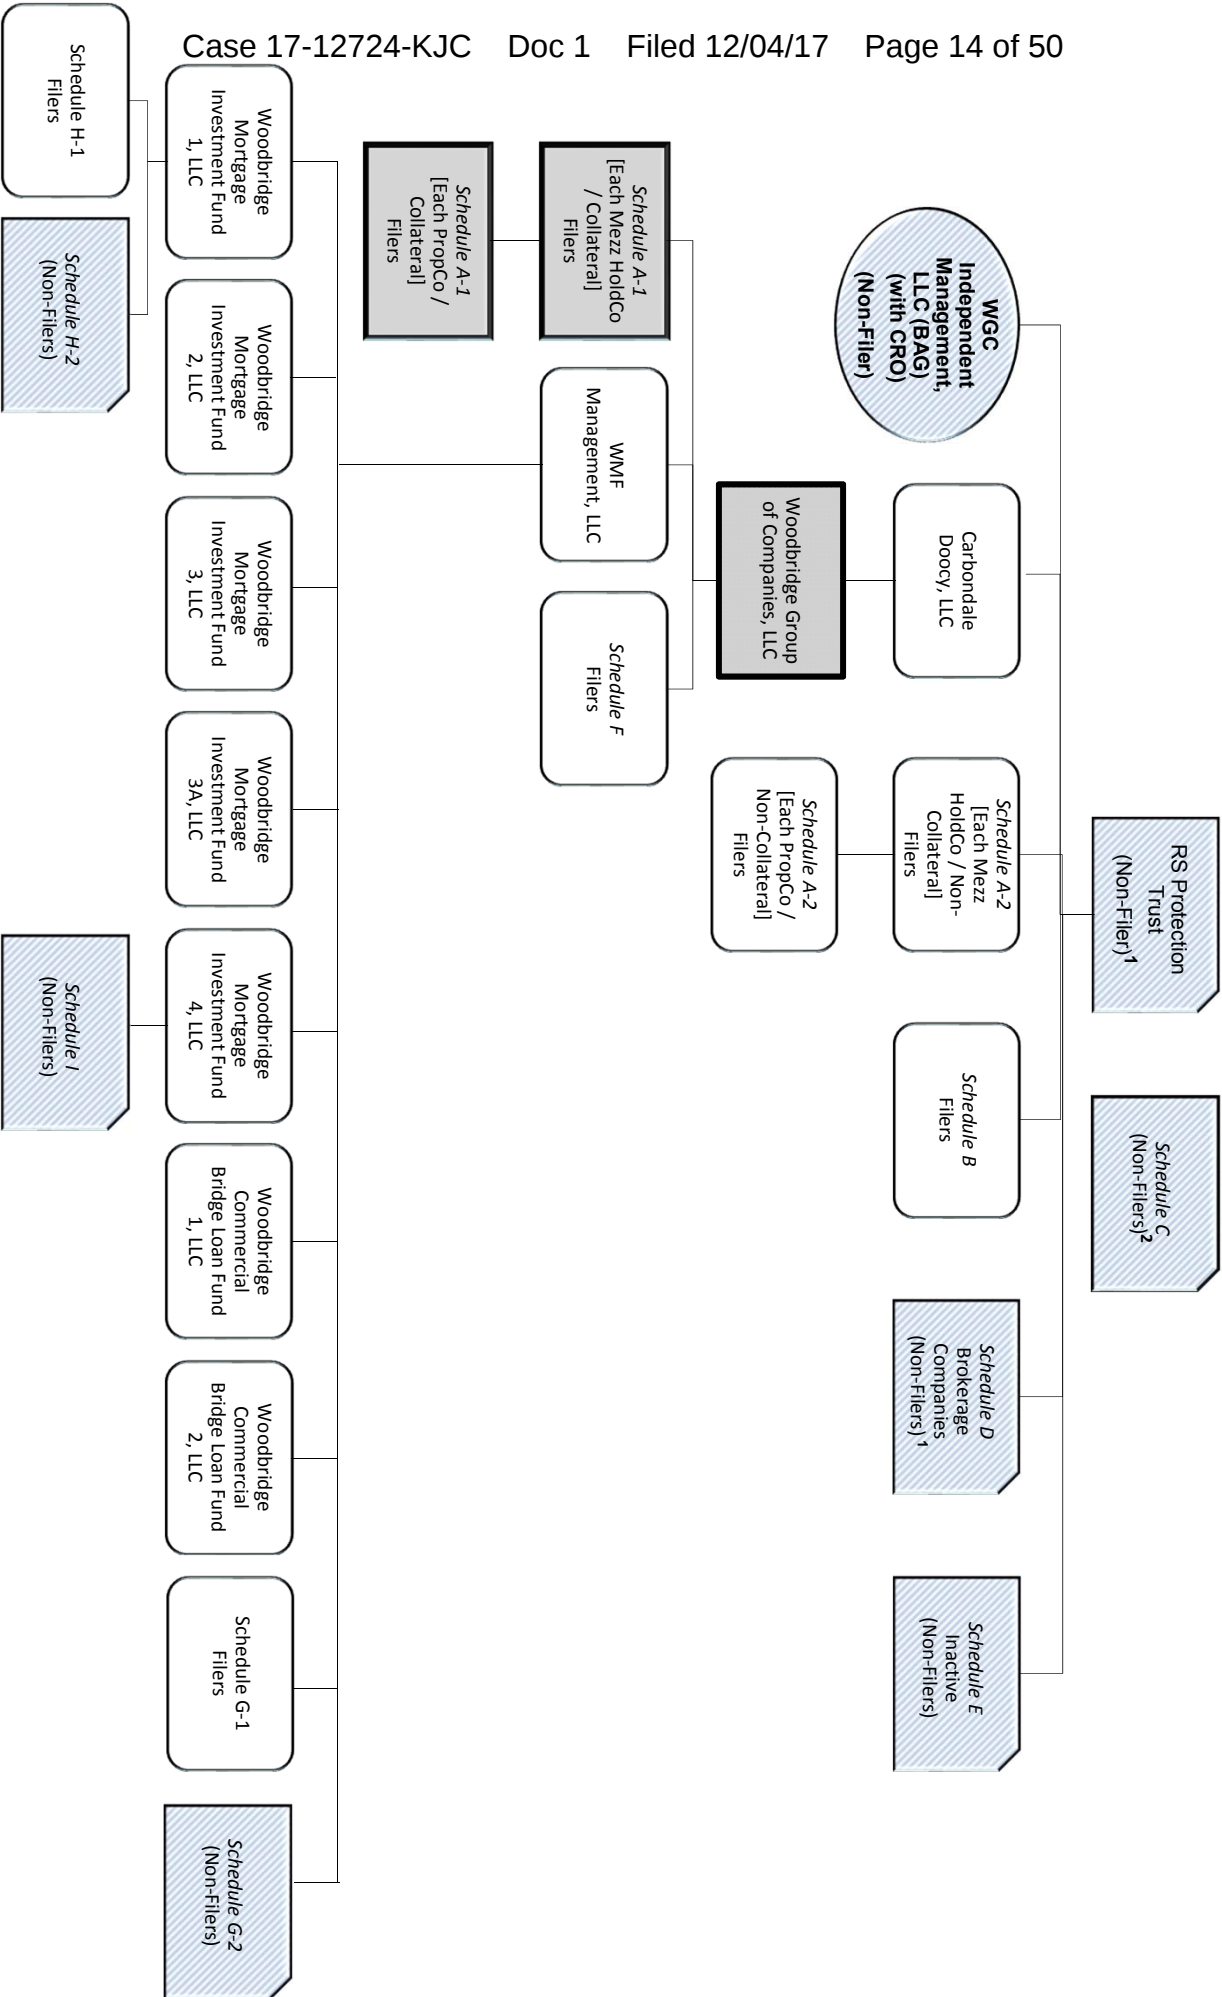 Case 17-12724-KJC Doc 1 Filed 12/04/17 Page 14 of 50
RS Protection
Trust
(Non-Filer)1
Schedule C
(Non-Filers)2
WGC
Independent
Management,
LLC (BAG)
(with CRO)
(Non-Filer)
Carbondale
Doocy, LLC
Schedule A-2
[Each Mezz
HoldCo / Non-
Collateral]
Filers
Schedule B
Filers
Schedule D
Brokerage
Companies
(Non-Filers)1
Schedule E
Inactive
(Non-Filers)
Woodbridge Group
of Companies, LLC
Schedule A-2
[Each PropCo /
Non-Collateral]
Filers
Schedule A-1
[Each Mezz HoldCo
/ Collateral]
Filers
WMF
Management, LLC
Schedule F
Filers
Schedule A-1
[Each PropCo /
Collateral]
Filers
Woodbridge
Mortgage
Investment Fund
1, LLC
Woodbridge
Mortgage
Investment Fund
2, LLC
Woodbridge
Mortgage
Investment Fund
3, LLC
Woodbridge
Mortgage
Investment Fund
3A, LLC
Woodbridge
Mortgage
Investment Fund
4, LLC
Woodbridge
Commercial
Bridge Loan Fund
1, LLC
Woodbridge
Commercial
Bridge Loan Fund
2, LLC
Schedule G-1
Filers
Schedule G-2
(Non-Filers)
Schedule H-1
Filers
Schedule H-2
(Non-Filers)
Schedule I
(Non-Filers)